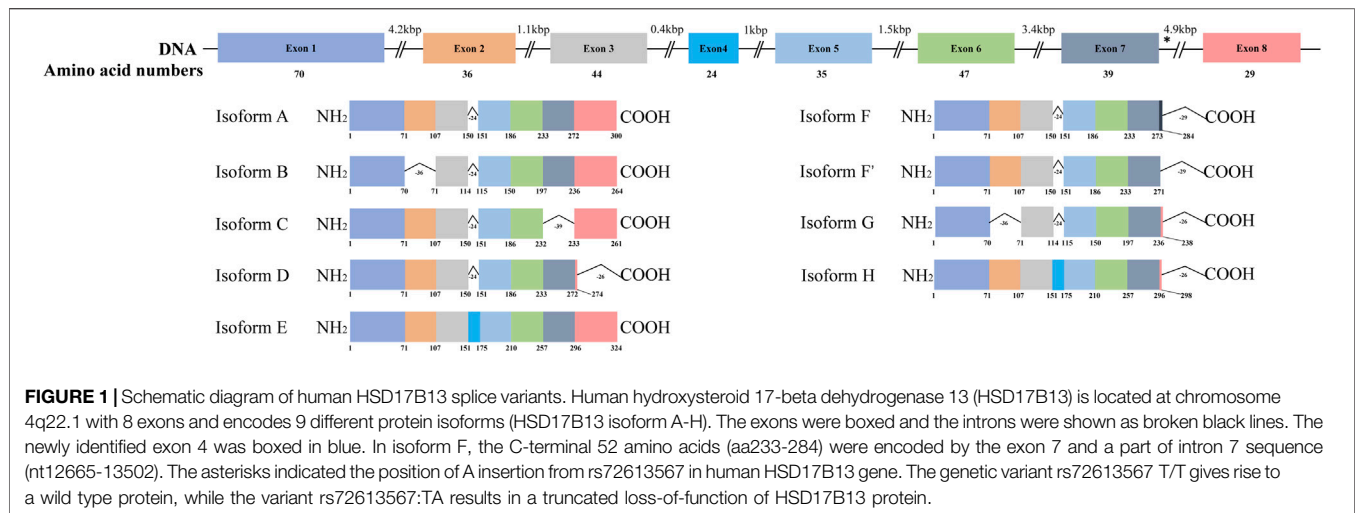 4.2kbp 1.1kbp 0.4kbp 1kbp 1.5kbp 3.4kbp 4.9kbp
DNA Exon 1 Exon 2 Exon 3 Exon4 Exon 5 Exon 6 Exon 7 * Exon 8
Amino acid numbers 70 36 44 24 35 47 39 29
Isoform A NH2 -24 COOH
1 71 107 150 151 186 233 272 300
Isoform B NH2 -36 -24 COOH
1 70 71 114 115 150 197 236 264
Isoform C NH2 -24 -39 COOH
1 71 107 150 151 186 232 233 261
Isoform D NH2 -24 -26 COOH
1 71 107 150 151 186 233 272 274
Isoform E NH2 COOH
1 71 107 151 175 210 257 296 324
Isoform F NH2 -24 -29 COOH
1 71 107 150 151 186 233 273 284
Isoform F' NH2 -24 -29 COOH
1 71 107 150 151 186 233 271
Isoform G NH2 -36 -24 -26 COOH
1 70 71 114 115 150 197 236 238
Isoform H NH2 -26 COOH
1 71 107 151 175 210 257 296 298
FIGURE 1 | Schematic diagram of human HSD17B13 splice variants. Human hydroxysteroid 17-beta dehydrogenase 13 (HSD17B13) is located at chromosome
4q22.1 with 8 exons and encodes 9 different protein isoforms (HSD17B13 isoform A-H). The exons were boxed and the introns were shown as broken black lines. The
newly identified exon 4 was boxed in blue. In isoform F, the C-terminal 52 amino acids (aa233-284) were encoded by the exon 7 and a part of intron 7 sequence
(nt12665-13502). The asterisks indicated the position of A insertion from rs72613567 in human HSD17B13 gene. The genetic variant rs72613567 T/T gives rise to
a wild type protein, while the variant rs72613567:TA results in a truncated loss-of-function of HSD17B13 protein.